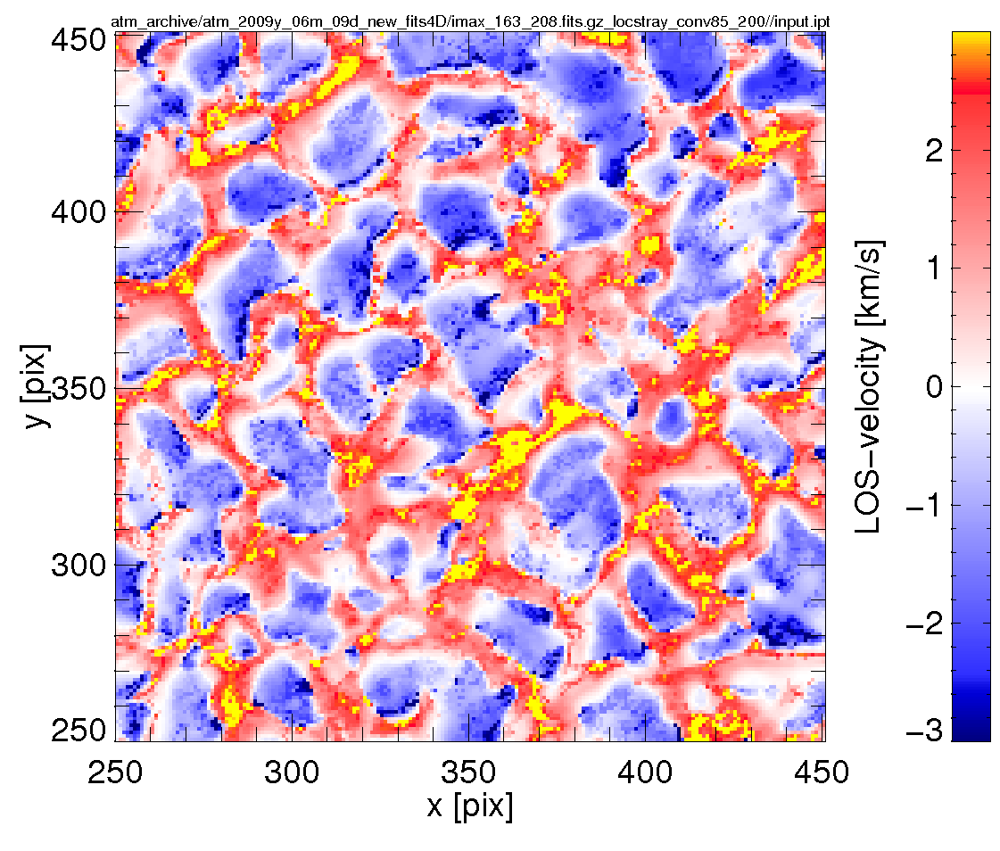 atm_archive/atm_2009y_06m_09d_new_fits4D/imax_163_208.fits.gz_locstray_conv85_200//input.ipt
450
400
350
300
250
y [pix]
250 300 350 400 450
x [pix]
2
1
0
−1
−2
−3
LOS−velocity [km/s]